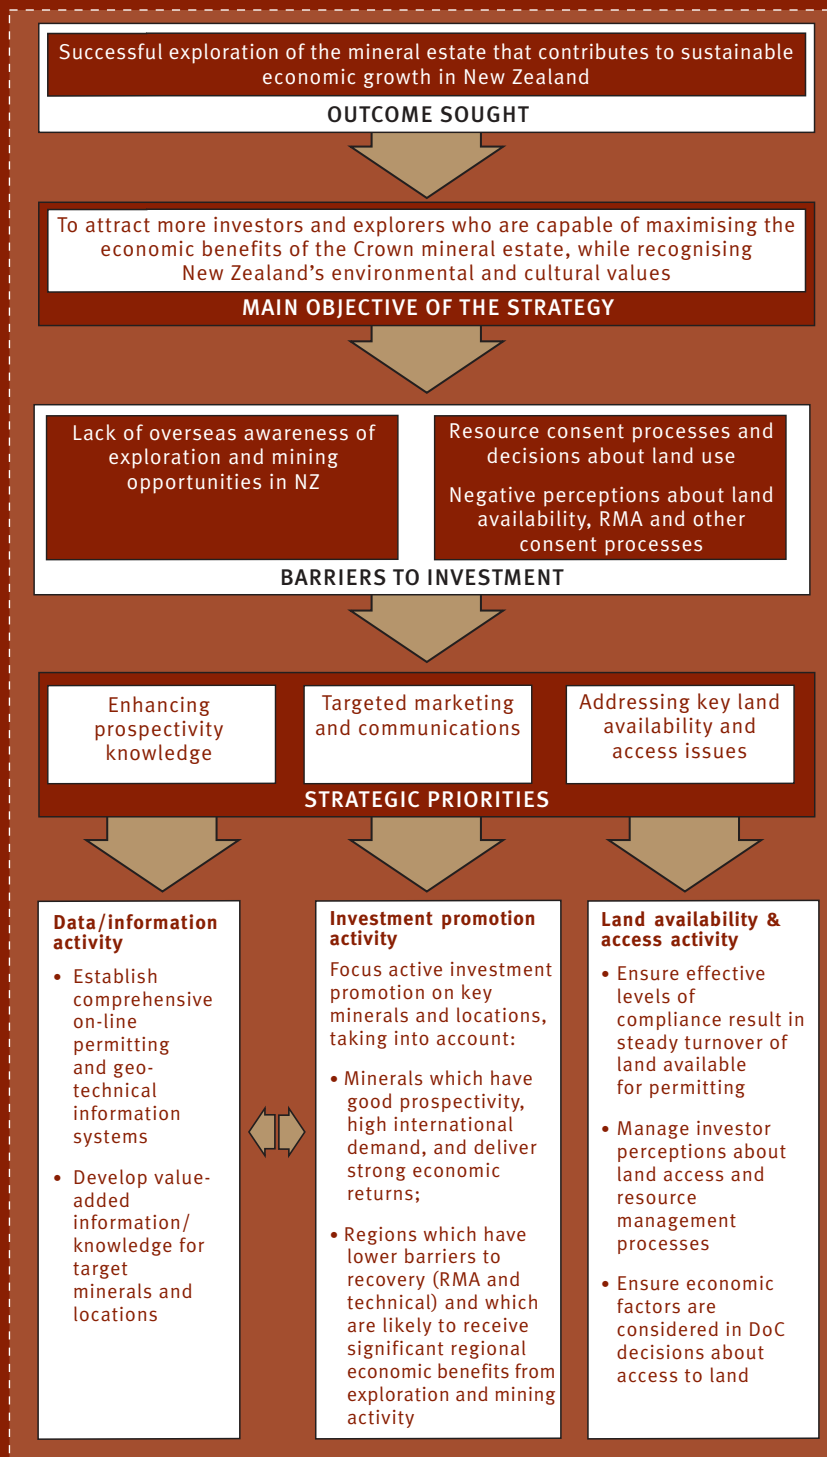 Successful exploration of the mineral estate that contributes to sustainable
economic growth in New Zealand
OUTCOME SOUGHT
To attract more investors and explorers who are capable of maximising the
economic benefits of the Crown mineral estate, while recognising
New Zealand’s environmental and cultural values
MAIN OBJECTIVE OF THE STRATEGY
Lack of overseas awareness of
exploration and mining
opportunities in NZ
Resource consent processes and
decisions about land use
Negative perceptions about land
availability, RMA and other
consent processes
BARRIERS TO INVESTMENT
Enhancing
prospectivity
knowledge
Targeted marketing
and communications
Addressing key land
availability and
access issues
STRATEGIC PRIORITIES
Data/information
activity
• Establish
comprehensive
on-line
permitting
and geo-
technical
information
systems
• Develop value-
added
information/
knowledge for
target
minerals and
locations
Investment promotion
activity
Focus active investment
promotion on key
minerals and locations,
taking into account:
• Minerals which have
good prospectivity,
high international
demand, and deliver
strong economic
returns;
• Regions which have
lower barriers to
recovery (RMA and
technical) and which
are likely to receive
significant regional
economic benefits from
exploration and mining
activity
Land availability &
access activity
• Ensure effective
levels of
compliance result in
steady turnover of
land available
for permitting
• Manage investor
perceptions about
land access and
resource
management
processes
• Ensure economic
factors are
considered in DoC
decisions about
access to land